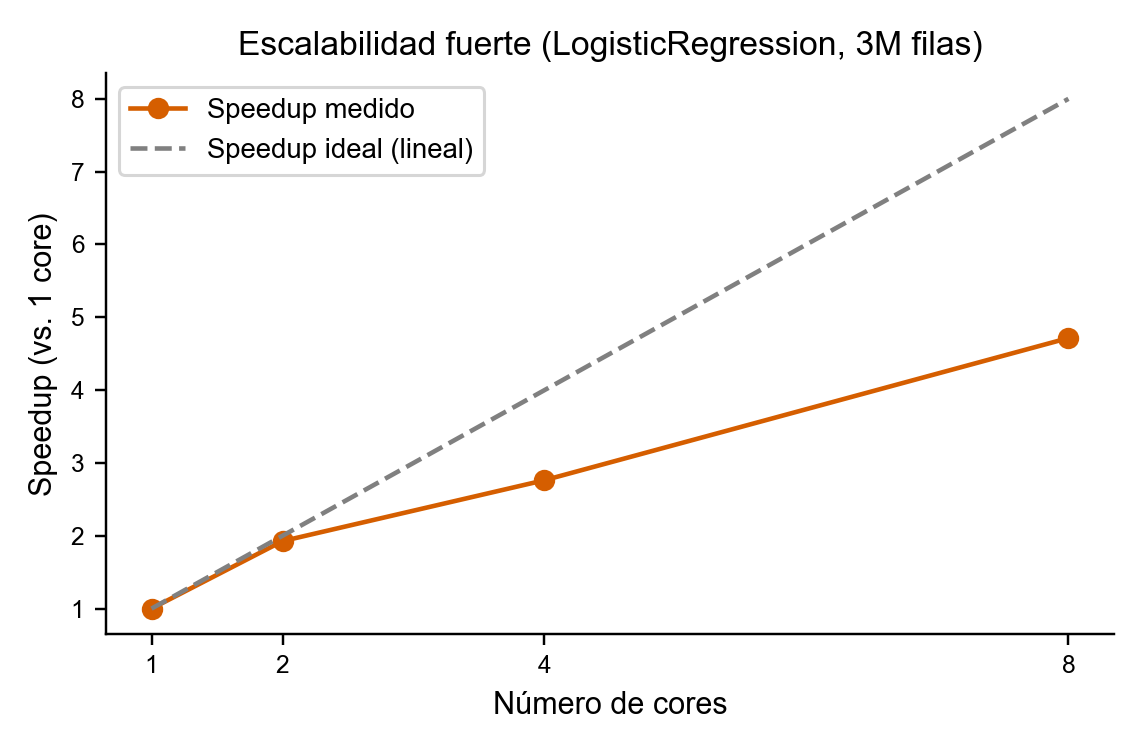 Escalabilidad fuerte (LogisticRegression, 3M filas)
Speedup medido
Speedup ideal (lineal)
Speedup (vs. 1 core)
8
7
6
5
4
3
2
1
1 2 4 8
Número de cores